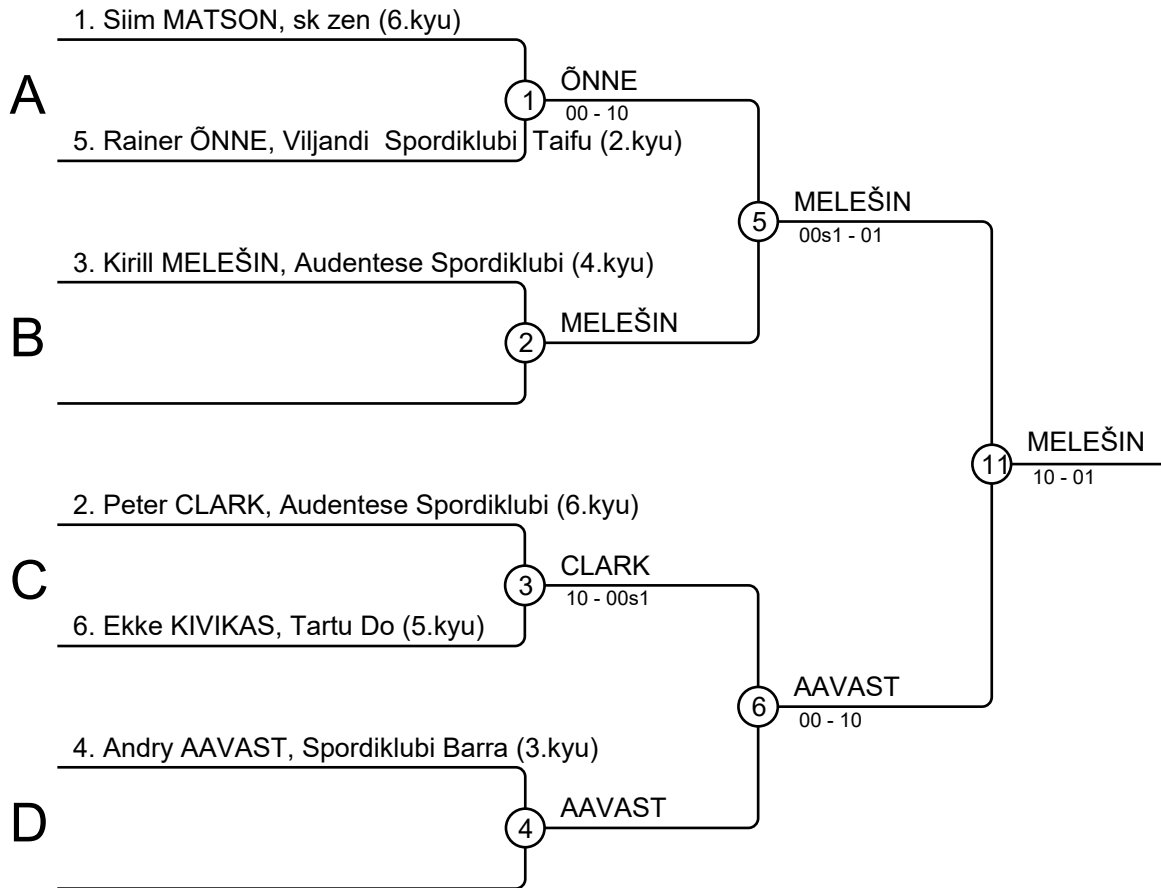 1. Siim MATSON, sk zen (6.kyu)
A
1
ÕNNE
00 - 10
5. Rainer ÕNNE, Viljandi  Spordiklubi  Taifu (2.kyu)
5
MELEŠIN
00s1 - 01
3. Kirill MELEŠIN, Audentese Spordiklubi (4.kyu)
B
2
MELEŠIN
11
MELEŠIN
10 - 01
2. Peter CLARK, Audentese Spordiklubi (6.kyu)
C
3
CLARK
10 - 00s1
6. Ekke KIVIKAS, Tartu Do (5.kyu)
6
AAVAST
00 - 10
4. Andry AAVAST, Spordiklubi Barra (3.kyu)
D
4
AAVAST